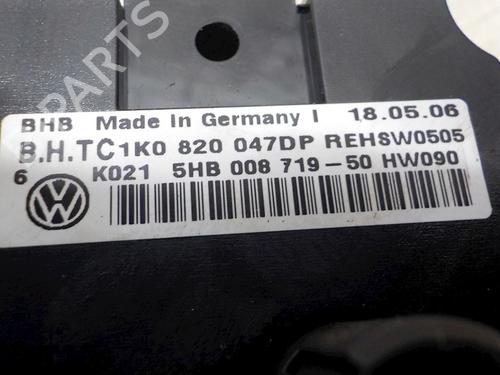 PARTS
BHB Made In Germany I 18.05.06
B.H.TC1K0 820 047DP REHSW0505
6 K021 5HB 008 719-50 HW090